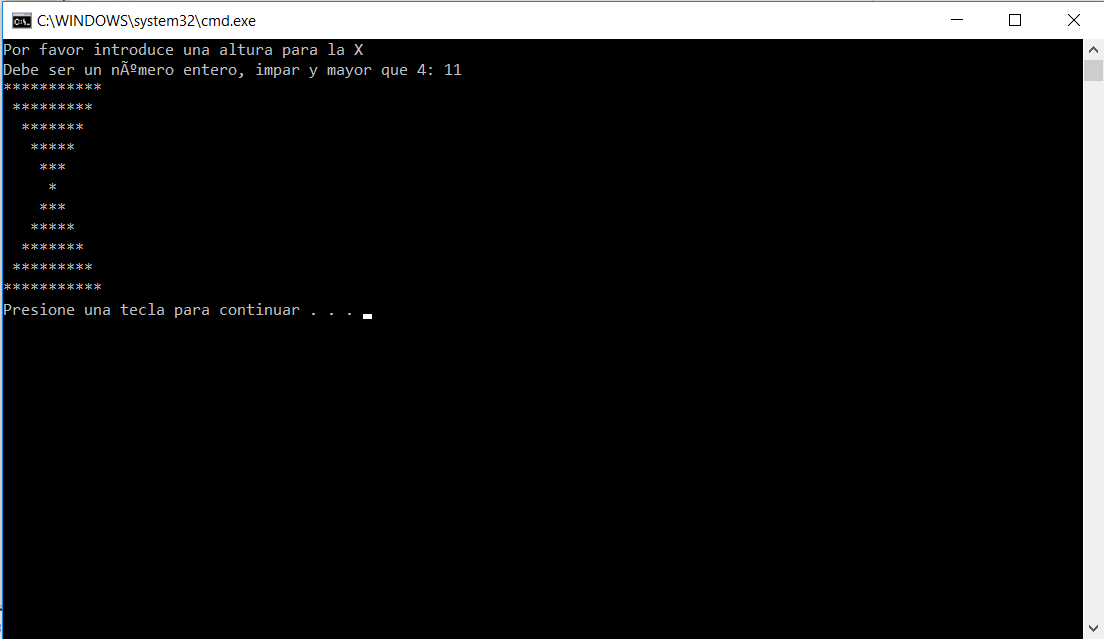 C:\WINDOWS\system32\cmd.exe
Por favor introduce una altura para la X
Debe ser un nÃºmero entero, impar y mayor que 4: 11
***********
 *********
  *******
   *****
    ***
     *
    ***
   *****
  *******
 *********
***********
Presione una tecla para continuar . . .